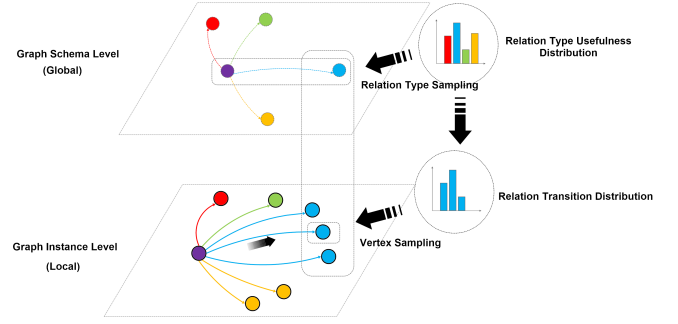 Graph Schema Level
(Global)
Relation Type Usefulness
Distribution
Relation Type Sampling
Relation Transition Distribution
Graph Instance Level
(Local)
Vertex Sampling